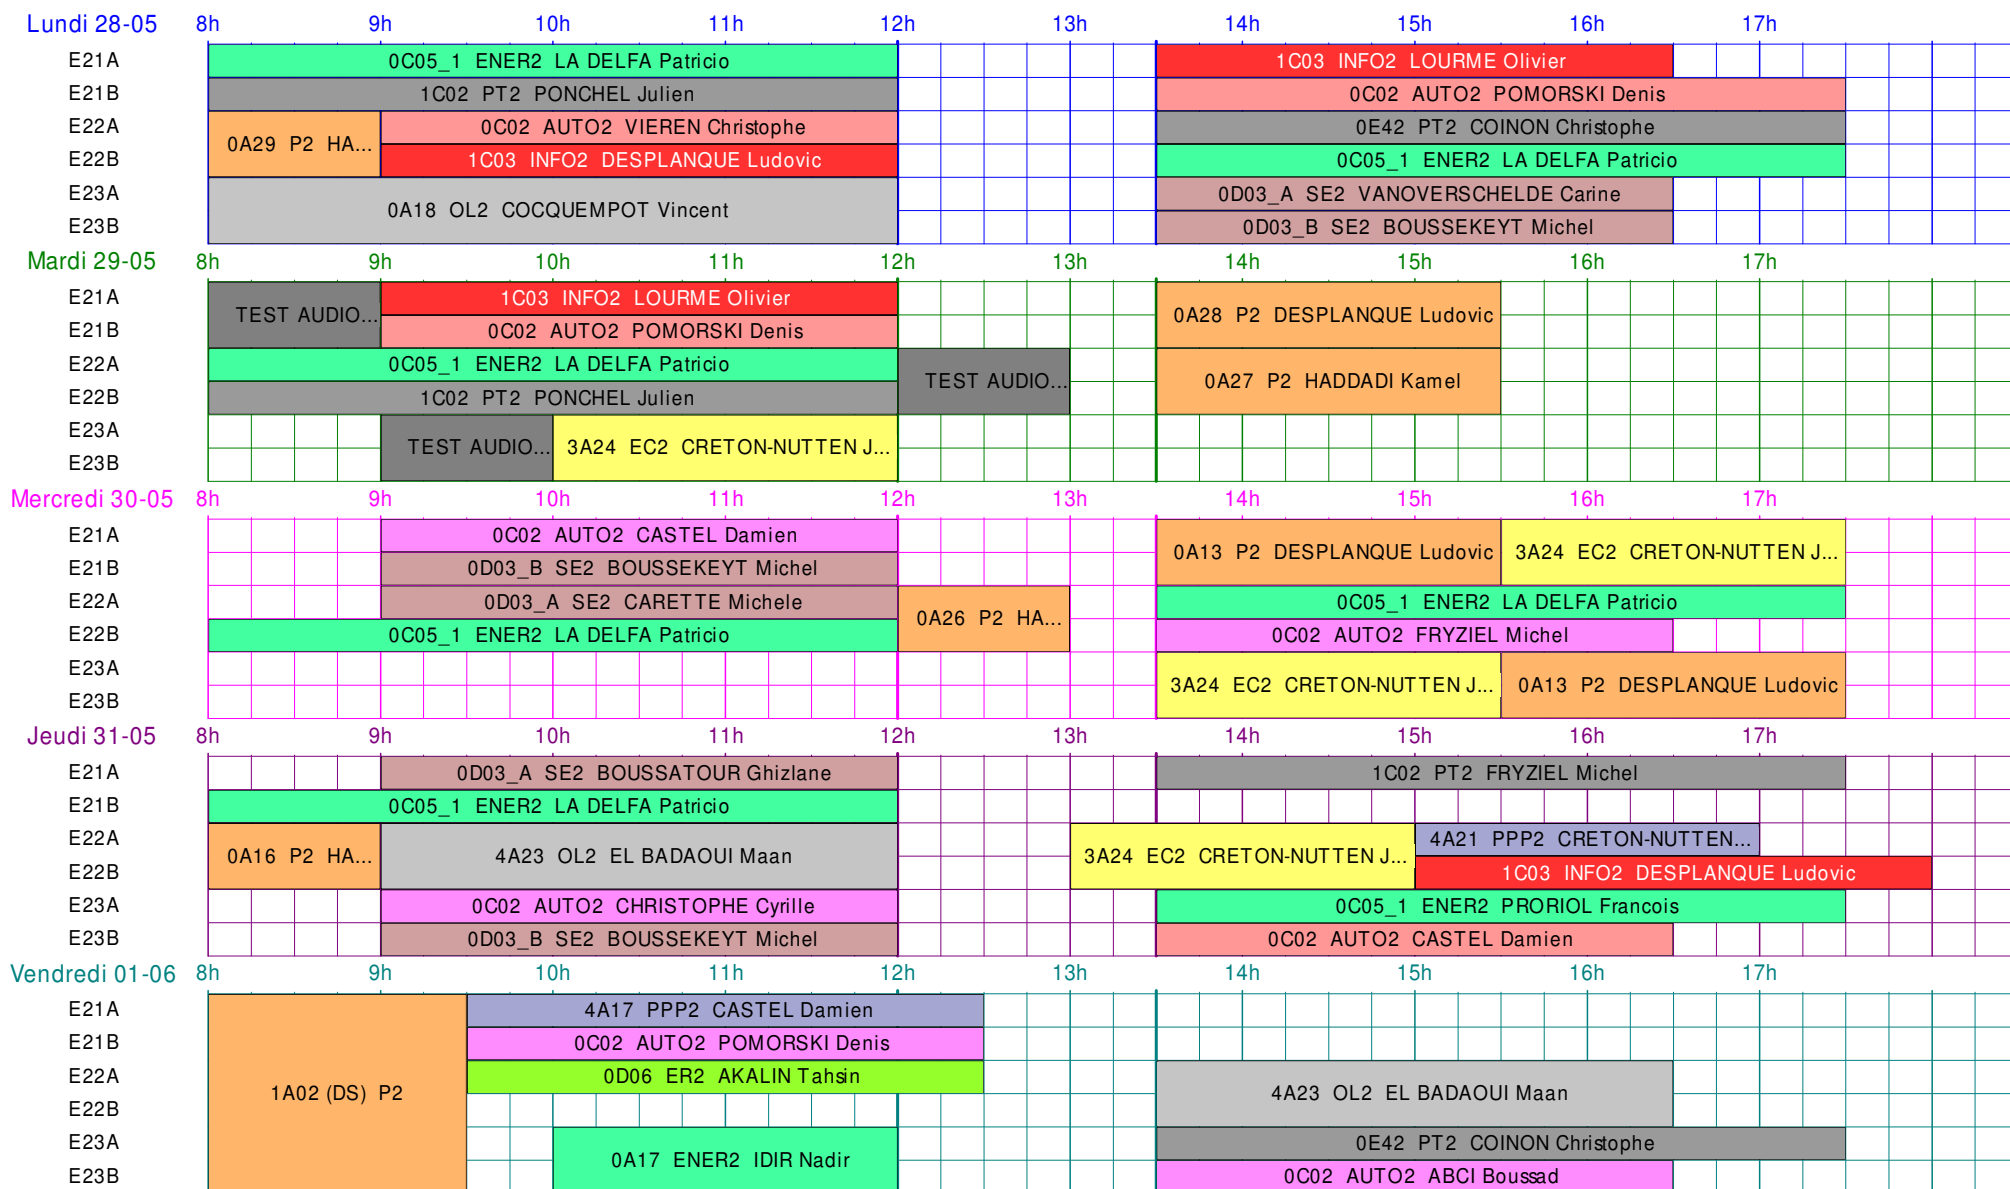 Lundi 28-05 8h 9h 10h 11h 12h 13h 14h 15h 16h 17h
E21A 0C05_1 ENER2 LA DELFA Patricio 1C03 INFO2 LOURME Olivier
E21B 1C02 PT2 PONCHEL Julien 0C02 AUTO2 POMORSKI Denis
E22A 0C02 AUTO2 VIEREN Christophe 0E42 PT2 COINON Christophe
0A29 P2 HA...
E22B 1C03 INFO2 DESPLANQUE Ludovic 0C05_1 ENER2 LA DELFA Patricio
E23A 0D03_A SE2 VANOVERSCHELDE Carine
0A18 OL2 COCQUEMPOT Vincent
E23B 0D03_B SE2 BOUSSEKEYT Michel
Mardi 29-05 8h 9h 10h 11h 12h 13h 14h 15h 16h 17h
E21A 1C03 INFO2 LOURME Olivier
TEST AUDIO... 0A28 P2 DESPLANQUE Ludovic
E21B 0C02 AUTO2 POMORSKI Denis
E22A 0C05_1 ENER2 LA DELFA Patricio
TEST AUDIO... 0A27 P2 HADDADI Kamel
E22B 1C02 PT2 PONCHEL Julien
E23A
TEST AUDIO... 3A24 EC2 CRETON-NUTTEN J...
E23B
Mercredi 30-05 8h 9h 10h 11h 12h 13h 14h 15h 16h 17h
E21A 0C02 AUTO2 CASTEL Damien
0A13 P2 DESPLANQUE Ludovic 3A24 EC2 CRETON-NUTTEN J...
E21B 0D03_B SE2 BOUSSEKEYT Michel
E22A 0D03_A SE2 CARETTE Michele 0C05_1 ENER2 LA DELFA Patricio
0A26 P2 HA...
E22B 0C05_1 ENER2 LA DELFA Patricio 0C02 AUTO2 FRYZIEL Michel
E23A
3A24 EC2 CRETON-NUTTEN J... 0A13 P2 DESPLANQUE Ludovic
E23B
Jeudi 31-05 8h 9h 10h 11h 12h 13h 14h 15h 16h 17h
E21A 0D03_A SE2 BOUSSATOUR Ghizlane 1C02 PT2 FRYZIEL Michel
E21B 0C05_1 ENER2 LA DELFA Patricio
E22A 4A21 PPP2 CRETON-NUTTEN...
0A16 P2 HA... 4A23 OL2 EL BADAOUI Maan 3A24 EC2 CRETON-NUTTEN J...
E22B 1C03 INFO2 DESPLANQUE Ludovic
E23A 0C02 AUTO2 CHRISTOPHE Cyrille 0C05_1 ENER2 PRORIOL Francois
E23B 0D03_B SE2 BOUSSEKEYT Michel 0C02 AUTO2 CASTEL Damien
Vendredi 01-06 8h 9h 10h 11h 12h 13h 14h 15h 16h 17h
E21A 4A17 PPP2 CASTEL Damien
E21B 0C02 AUTO2 POMORSKI Denis
E22A 0D06 ER2 AKALIN Tahsin
1A02 (DS) P2 4A23 OL2 EL BADAOUI Maan
E22B
E23A 0E42 PT2 COINON Christophe
0A17 ENER2 IDIR Nadir
E23B 0C02 AUTO2 ABCI Boussad